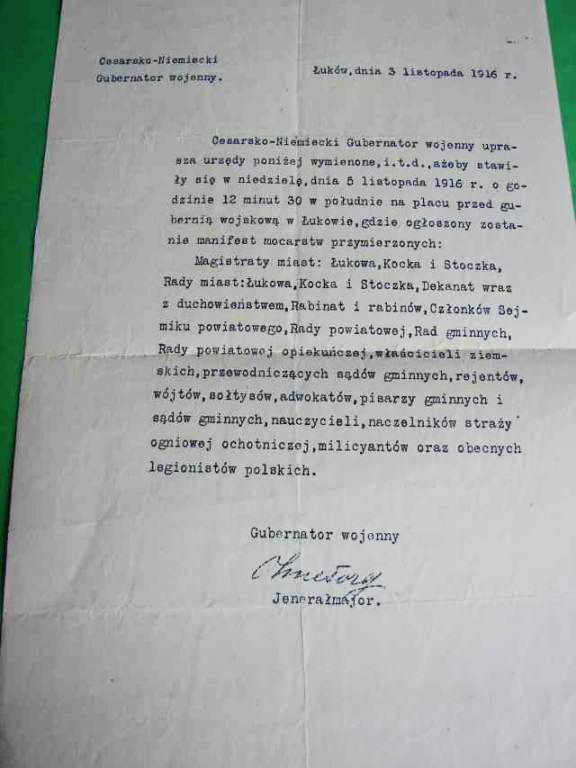 Cesarsko-Niemiecki
Gubernator wojenny.
Łuków, dnia 3 listopada 1916 r.
Cesarsko-Niemiecki Gubernator wojenny upra-
sza urzędy poniżej wymienione,i.t.d.,ażeby stawi-
ły się w niedzielę,dnia 5 listopada 1916 r. o go-
dzinie 12 minut 30 w południe na placu przed gu-
bernią wojskową w Łukowie,gdzie ogłoszony zosta-
nie manifest mocarstw przymierzonych:
Magistraty miast: Łukowa,Kocka i Stoczka,
Rady miast:Łukowa,Kocka i Stoczka,Dekanat wraz
z duchowieństwem,Rabinat i rabinów,Członków Sej-
miku powiatowego,Rady powiatowej,Rad gminnych,
Rady powiatowej opiekuńczej,właścicieli ziem-
skich,przewodniczących sądów gminnych,rejentów,
wójtów,sołtysów,adwokatów,pisarzy gminnych i
sądów gminnych,nauczycieli,naczelników straży
ogniowej ochotniczej,milicyantów oraz obecnych
legionistów polskich.
Gubernator wojenny
Jenerałmajor.